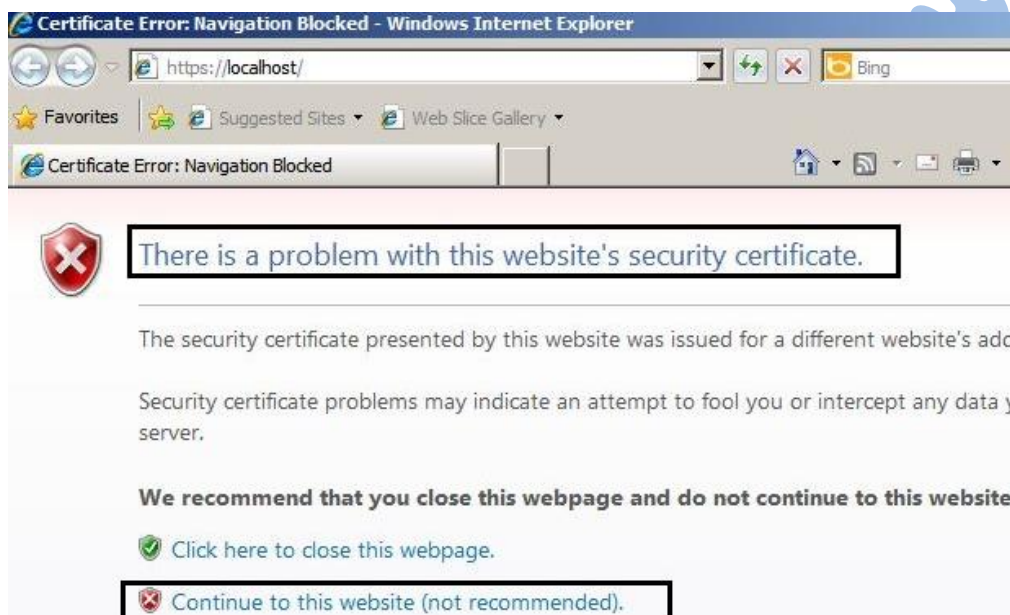 Certificate Error: Navigation Blocked - Windows Internet Explorer
https://localhost/
Bing
Favorites
Suggested Sites
Web Slice Gallery
Certificate Error: Navigation Blocked
There is a problem with this website's security certificate.
The security certificate presented by this website was issued for a different website's
Security certificate problems may indicate an attempt to fool you or intercept any data
server.
We recommend that you close this webpage and do not continue to this website
Click here to close this webpage.
Continue to this website (not recommended).